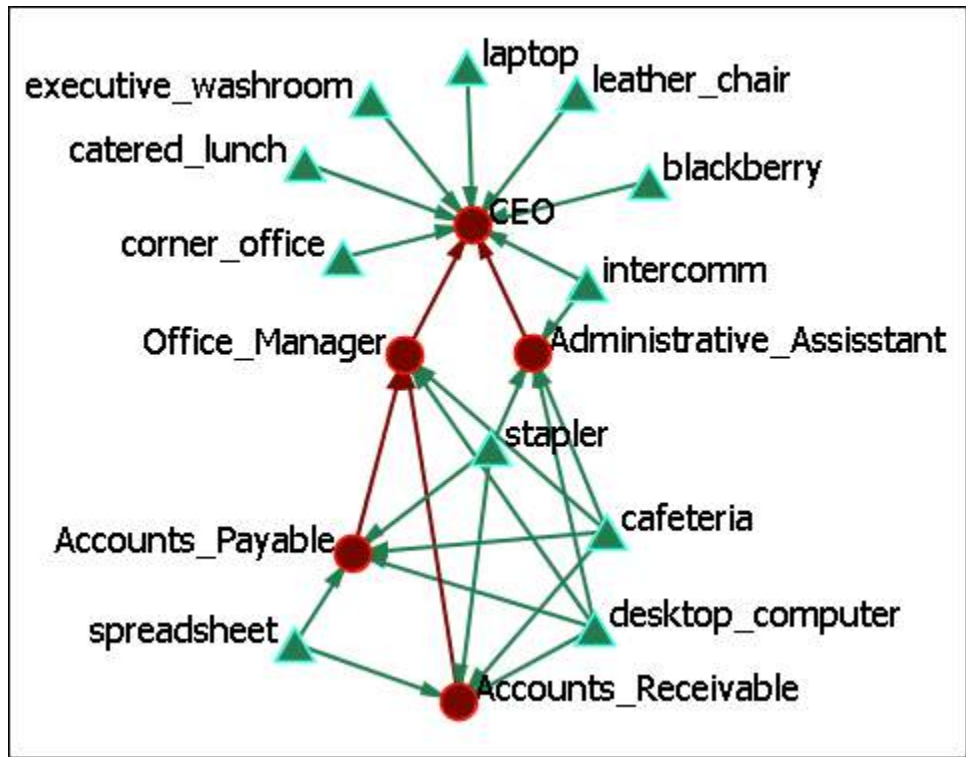 laptop
executive_washroom
leather_chair
catered_lunch
blackberry
CEO
corner_office
intercomm
Office_Manager
Administrative_Assisstant
stapler
cafeteria
Accounts_Payable
desktop_computer
spreadsheet
Accounts_Receivable